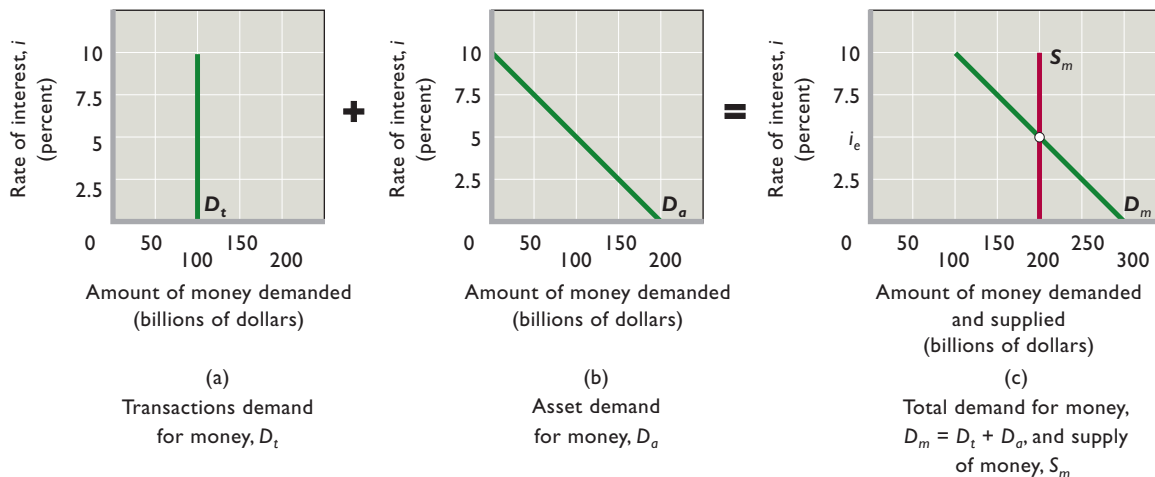 Rate of interest, i
(percent)
10
7.5
5
2.5
0
50
100
150
200
D_t
Amount of money demanded
(billions of dollars)
(a)
Transactions demand
for money, D_t
+
Rate of interest, i
(percent)
10
7.5
5
2.5
0
50
100
150
200
D_a
Amount of money demanded
(billions of dollars)
(b)
Asset demand
for money, D_a
=
Rate of interest, i
(percent)
10
7.5
i_e
2.5
0
50
100
150
200
250
300
S_m
D_m
Amount of money demanded
and supplied
(billions of dollars)
(c)
Total demand for money,
D_m = D_t + D_a, and supply
of money, S_m